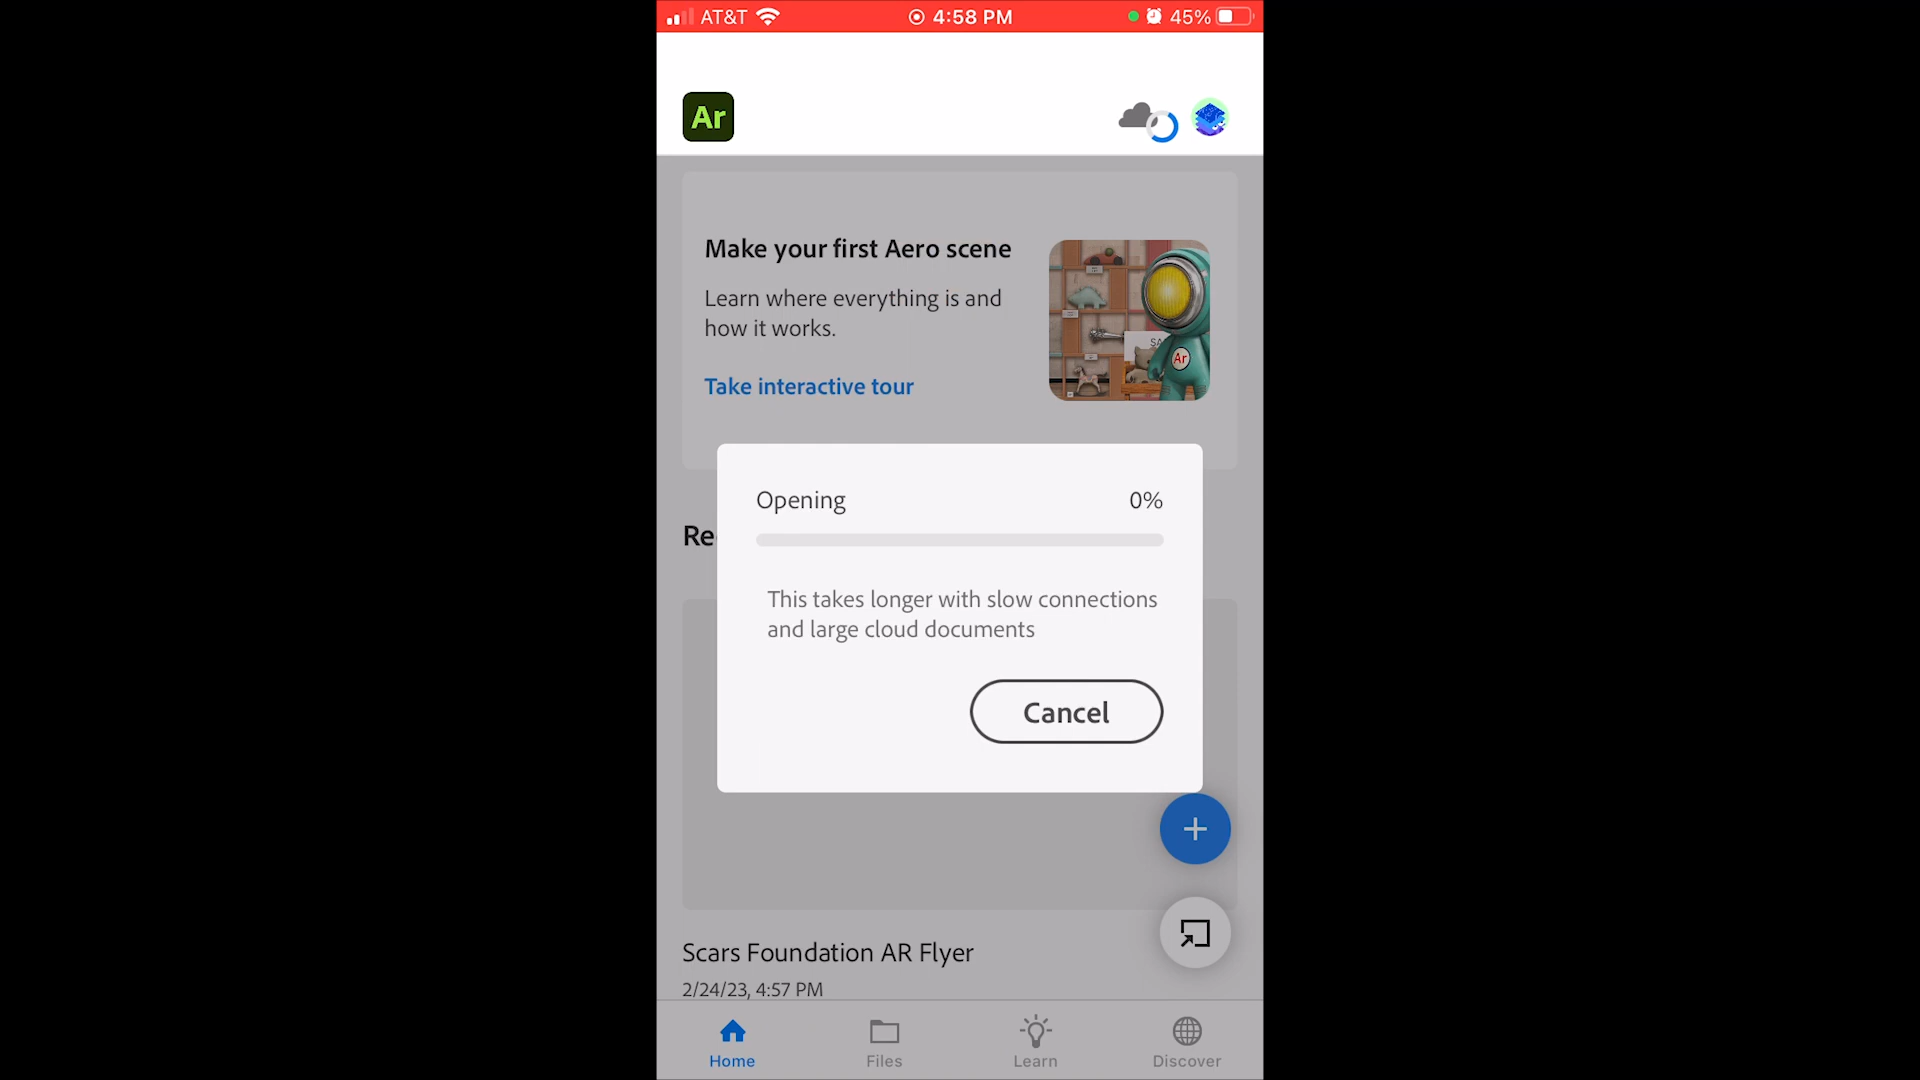 AT&T 4:58 PM 45%
Ar
Make your first Aero scene
Learn where everything is and
how it works.
Take interactive tour
Ar
Opening 0%
Re
This takes longer with slow connections
and large cloud documents
Cancel
+
Scars Foundation AR Flyer
2/24/23, 4:57 PM
Home Files Learn Discover